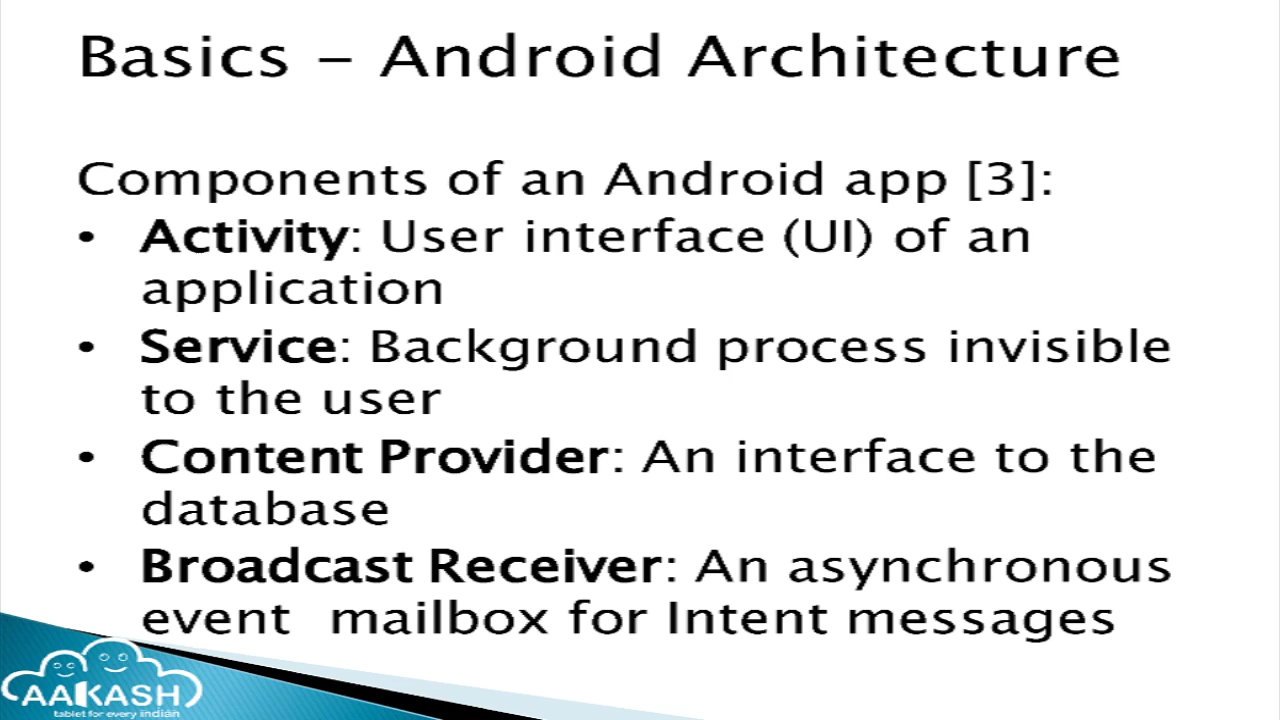 Basics – Android Architecture
Components of an Android app [3]:
• Activity: User interface (UI) of an
application
• Service: Background process invisible
to the user
• Content Provider: An interface to the
database
• Broadcast Receiver: An asynchronous
event  mailbox for Intent messages
AAKASH
tablet for every indian